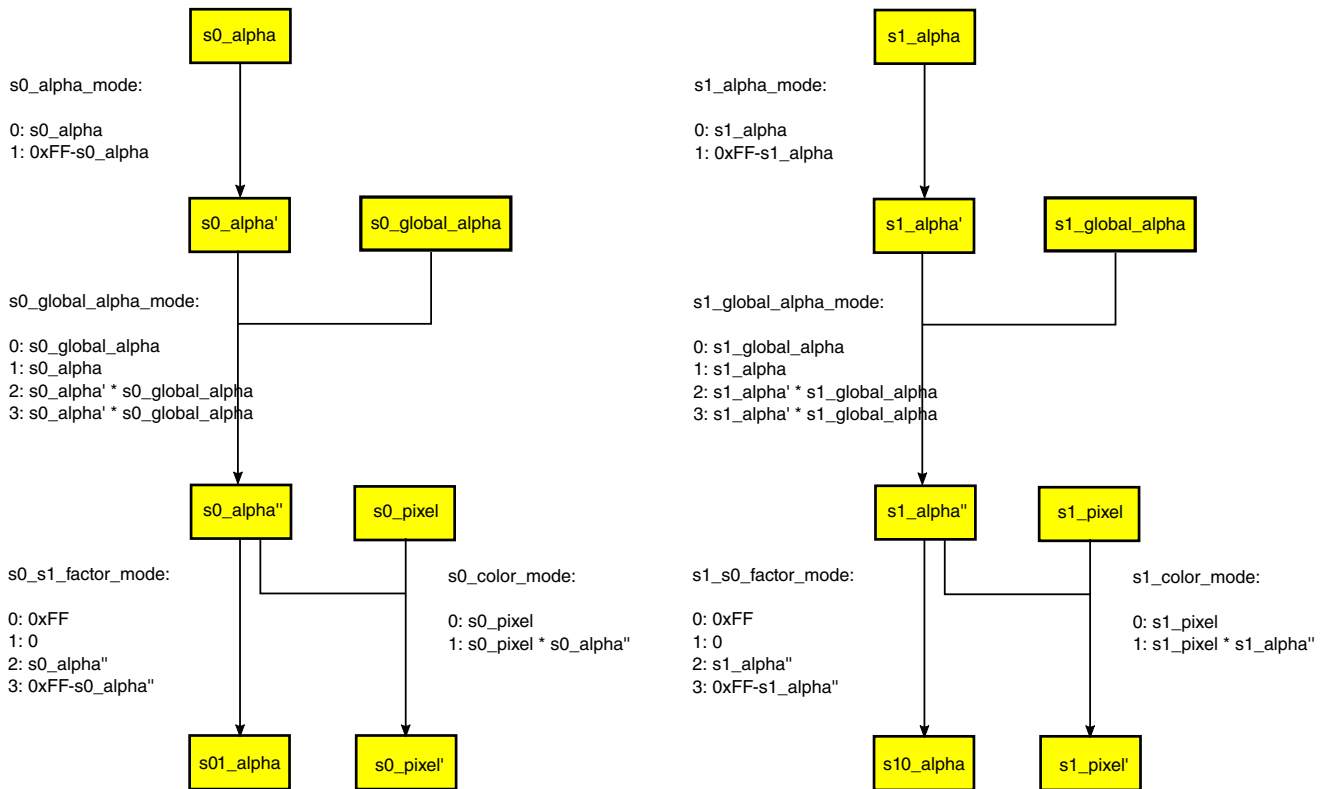 s0_alpha
s0_alpha_mode:
0: s0_alpha
1: 0xFF-s0_alpha
s0_alpha'
s0_global_alpha
s0_global_alpha_mode:
0: s0_global_alpha
1: s0_alpha
2: s0_alpha' * s0_global_alpha
3: s0_alpha' * s0_global_alpha
s0_alpha"
s0_pixel
s0_s1_factor_mode:
0: 0xFF
1: 0
2: s0_alpha"
3: 0xFF-s0_alpha"
s0_color_mode:
0: s0_pixel
1: s0_pixel * s0_alpha"
s01_alpha
s0_pixel'
s1_alpha
s1_alpha_mode:
0: s1_alpha
1: 0xFF-s1_alpha
s1_alpha'
s1_global_alpha
s1_global_alpha_mode:
0: s1_global_alpha
1: s1_alpha
2: s1_alpha' * s1_global_alpha
3: s1_alpha' * s1_global_alpha
s1_alpha"
s1_pixel
s1_s0_factor_mode:
0: 0xFF
1: 0
2: s1_alpha"
3: 0xFF-s1_alpha"
s1_color_mode:
0: s1_pixel
1: s1_pixel * s1_alpha"
s10_alpha
s1_pixel'